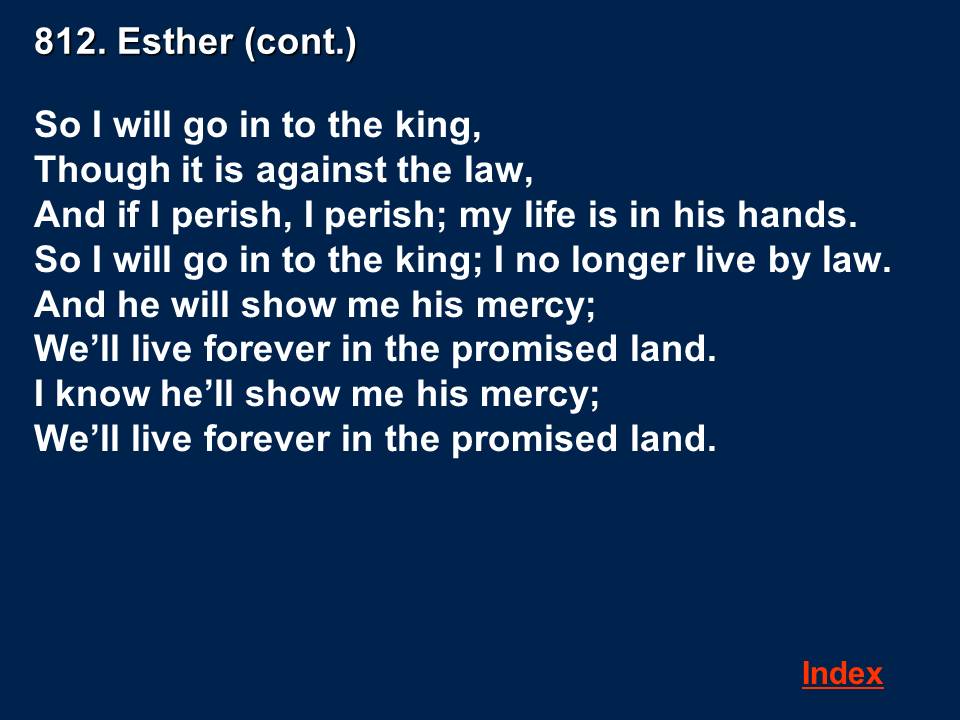 812. Esther (cont.)
So I will go in to the king,
Though it is against the law,
And if I perish, I perish; my life is in his hands.
So I will go in to the king; I no longer live by law.
And he will show me his mercy;
We’ll live forever in the promised land.
I know he’ll show me his mercy;
We’ll live forever in the promised land.
Index